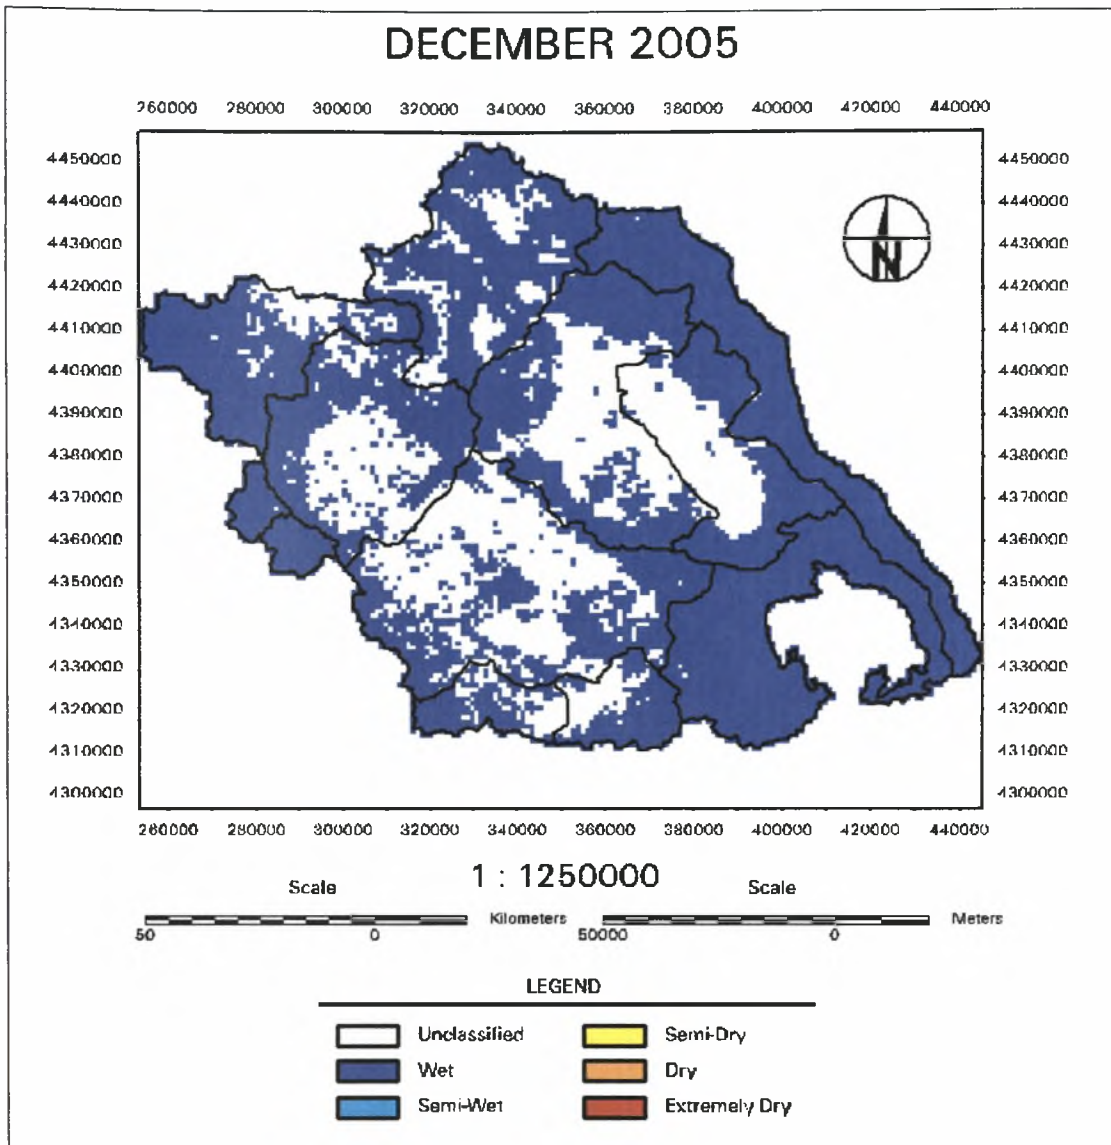 DECEMBER 2005
260000 280000 300000 320000 340000 360000 380000 400000 420000 440000
4450000 4450000
4440000 4440000
4430000 4430000
4420000 4420000
4410000 4410000
4400000 4400000
4390000 4390000
4380000 4380000
4370000 4370000
4360000 4360000
4350000 4350000
4340000 4340000
4330000 4330000
4320000 4320000
4310000 4310000
4300000 4300000
N
260000 280000 300000 320000 340000 360000 380000 400000 420000 440000
Scale 1 : 1250000 Scale
Kilometers Meters
50 0 50000 0
LEGEND
Unclassified Semi-Dry
Wet Dry
Semi-Wet Extremely Dry